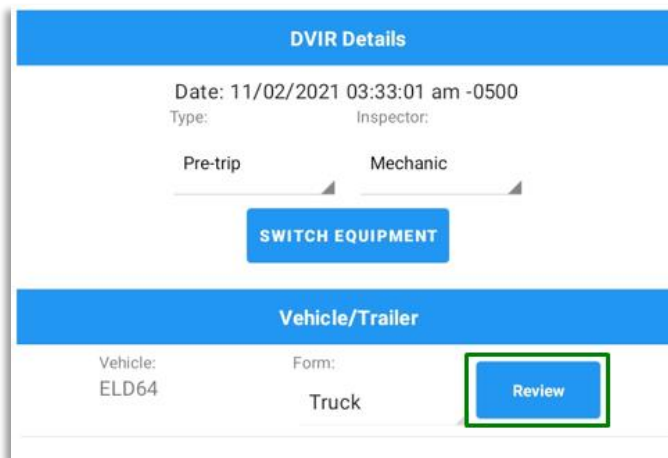 DVIR Details
Date: 11/02/2021 03:33:01 am -0500
Type: Inspector:
Pre-trip Mechanic
SWITCH EQUIPMENT
Vehicle/Trailer
Vehicle: Form:
ELD64 Truck Review